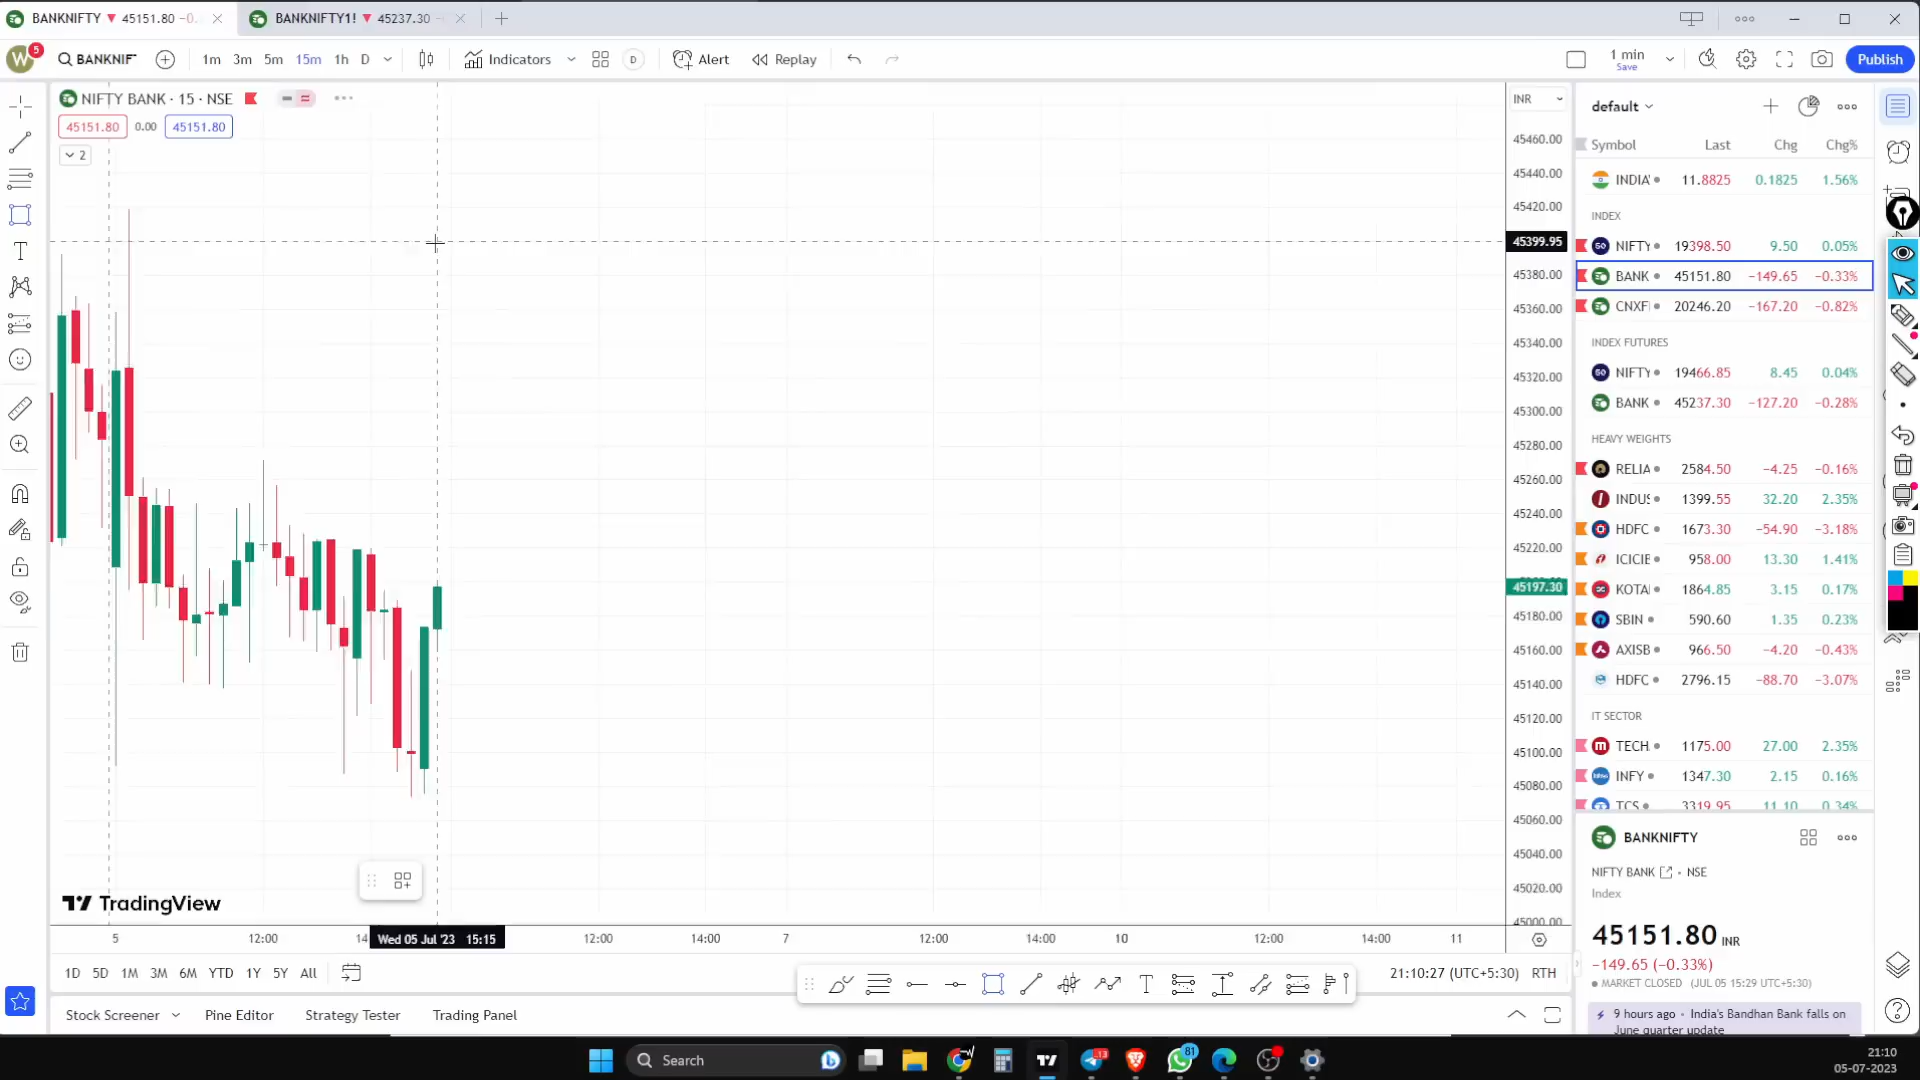 BANKNIFTY ▼ 45151.80 −0.
BANKNIFTY1! ▼ 45237.30
W 5 BANKNIF 1m 3m 5m 15m 1h D Indicators D Alert Replay 1 min Save Publish
NIFTY BANK · 15 · NSE
45151.80 0.00 45151.80
2
INR
45460.00
45440.00
45420.00
45399.95
45380.00
45360.00
45340.00
45320.00
45300.00
45280.00
45260.00
45240.00
45220.00
45197.30
45180.00
45160.00
45140.00
45120.00
45100.00
45080.00
45060.00
45040.00
45020.00
45000.00
TradingView
5 12:00 14 Wed 05 Jul '23 15:15 12:00 14:00 7 12:00 14:00 10 12:00 14:00 11
1D 5D 1M 3M 6M YTD 1Y 5Y All
21:10:27 (UTC+5:30) RTH
Stock Screener Pine Editor Strategy Tester Trading Panel
default
Symbol Last Chg Chg%
INDIA 11.8825 0.1825 1.56%
INDEX
NIFTY 19398.50 9.50 0.05%
BANK 45151.80 −149.65 −0.33%
CNXFI 20246.20 −167.20 −0.82%
INDEX FUTURES
NIFTY 19466.85 8.45 0.04%
BANK 45237.30 −127.20 −0.28%
HEAVY WEIGHTS
RELIA 2584.50 −4.25 −0.16%
INDUS 1399.55 32.20 2.35%
HDFC 1673.30 −54.90 −3.18%
ICICIE 958.00 13.30 1.41%
KOTAI 1864.85 3.15 0.17%
SBIN 590.60 1.35 0.23%
AXISB 966.50 −4.20 −0.43%
HDFC 2796.15 −88.70 −3.07%
IT SECTOR
TECH 1175.00 27.00 2.35%
INFY 1347.30 2.15 0.16%
TCS 3319.95 11.10 0.34%
BANKNIFTY
NIFTY BANK · NSE
Index
45151.80 INR
−149.65 (−0.33%)
MARKET CLOSED (JUL 05 15:29 UTC+5:30)
9 hours ago · India's Bandhan Bank falls on
June quarter update
Search
13
81
21:10
05-07-2023